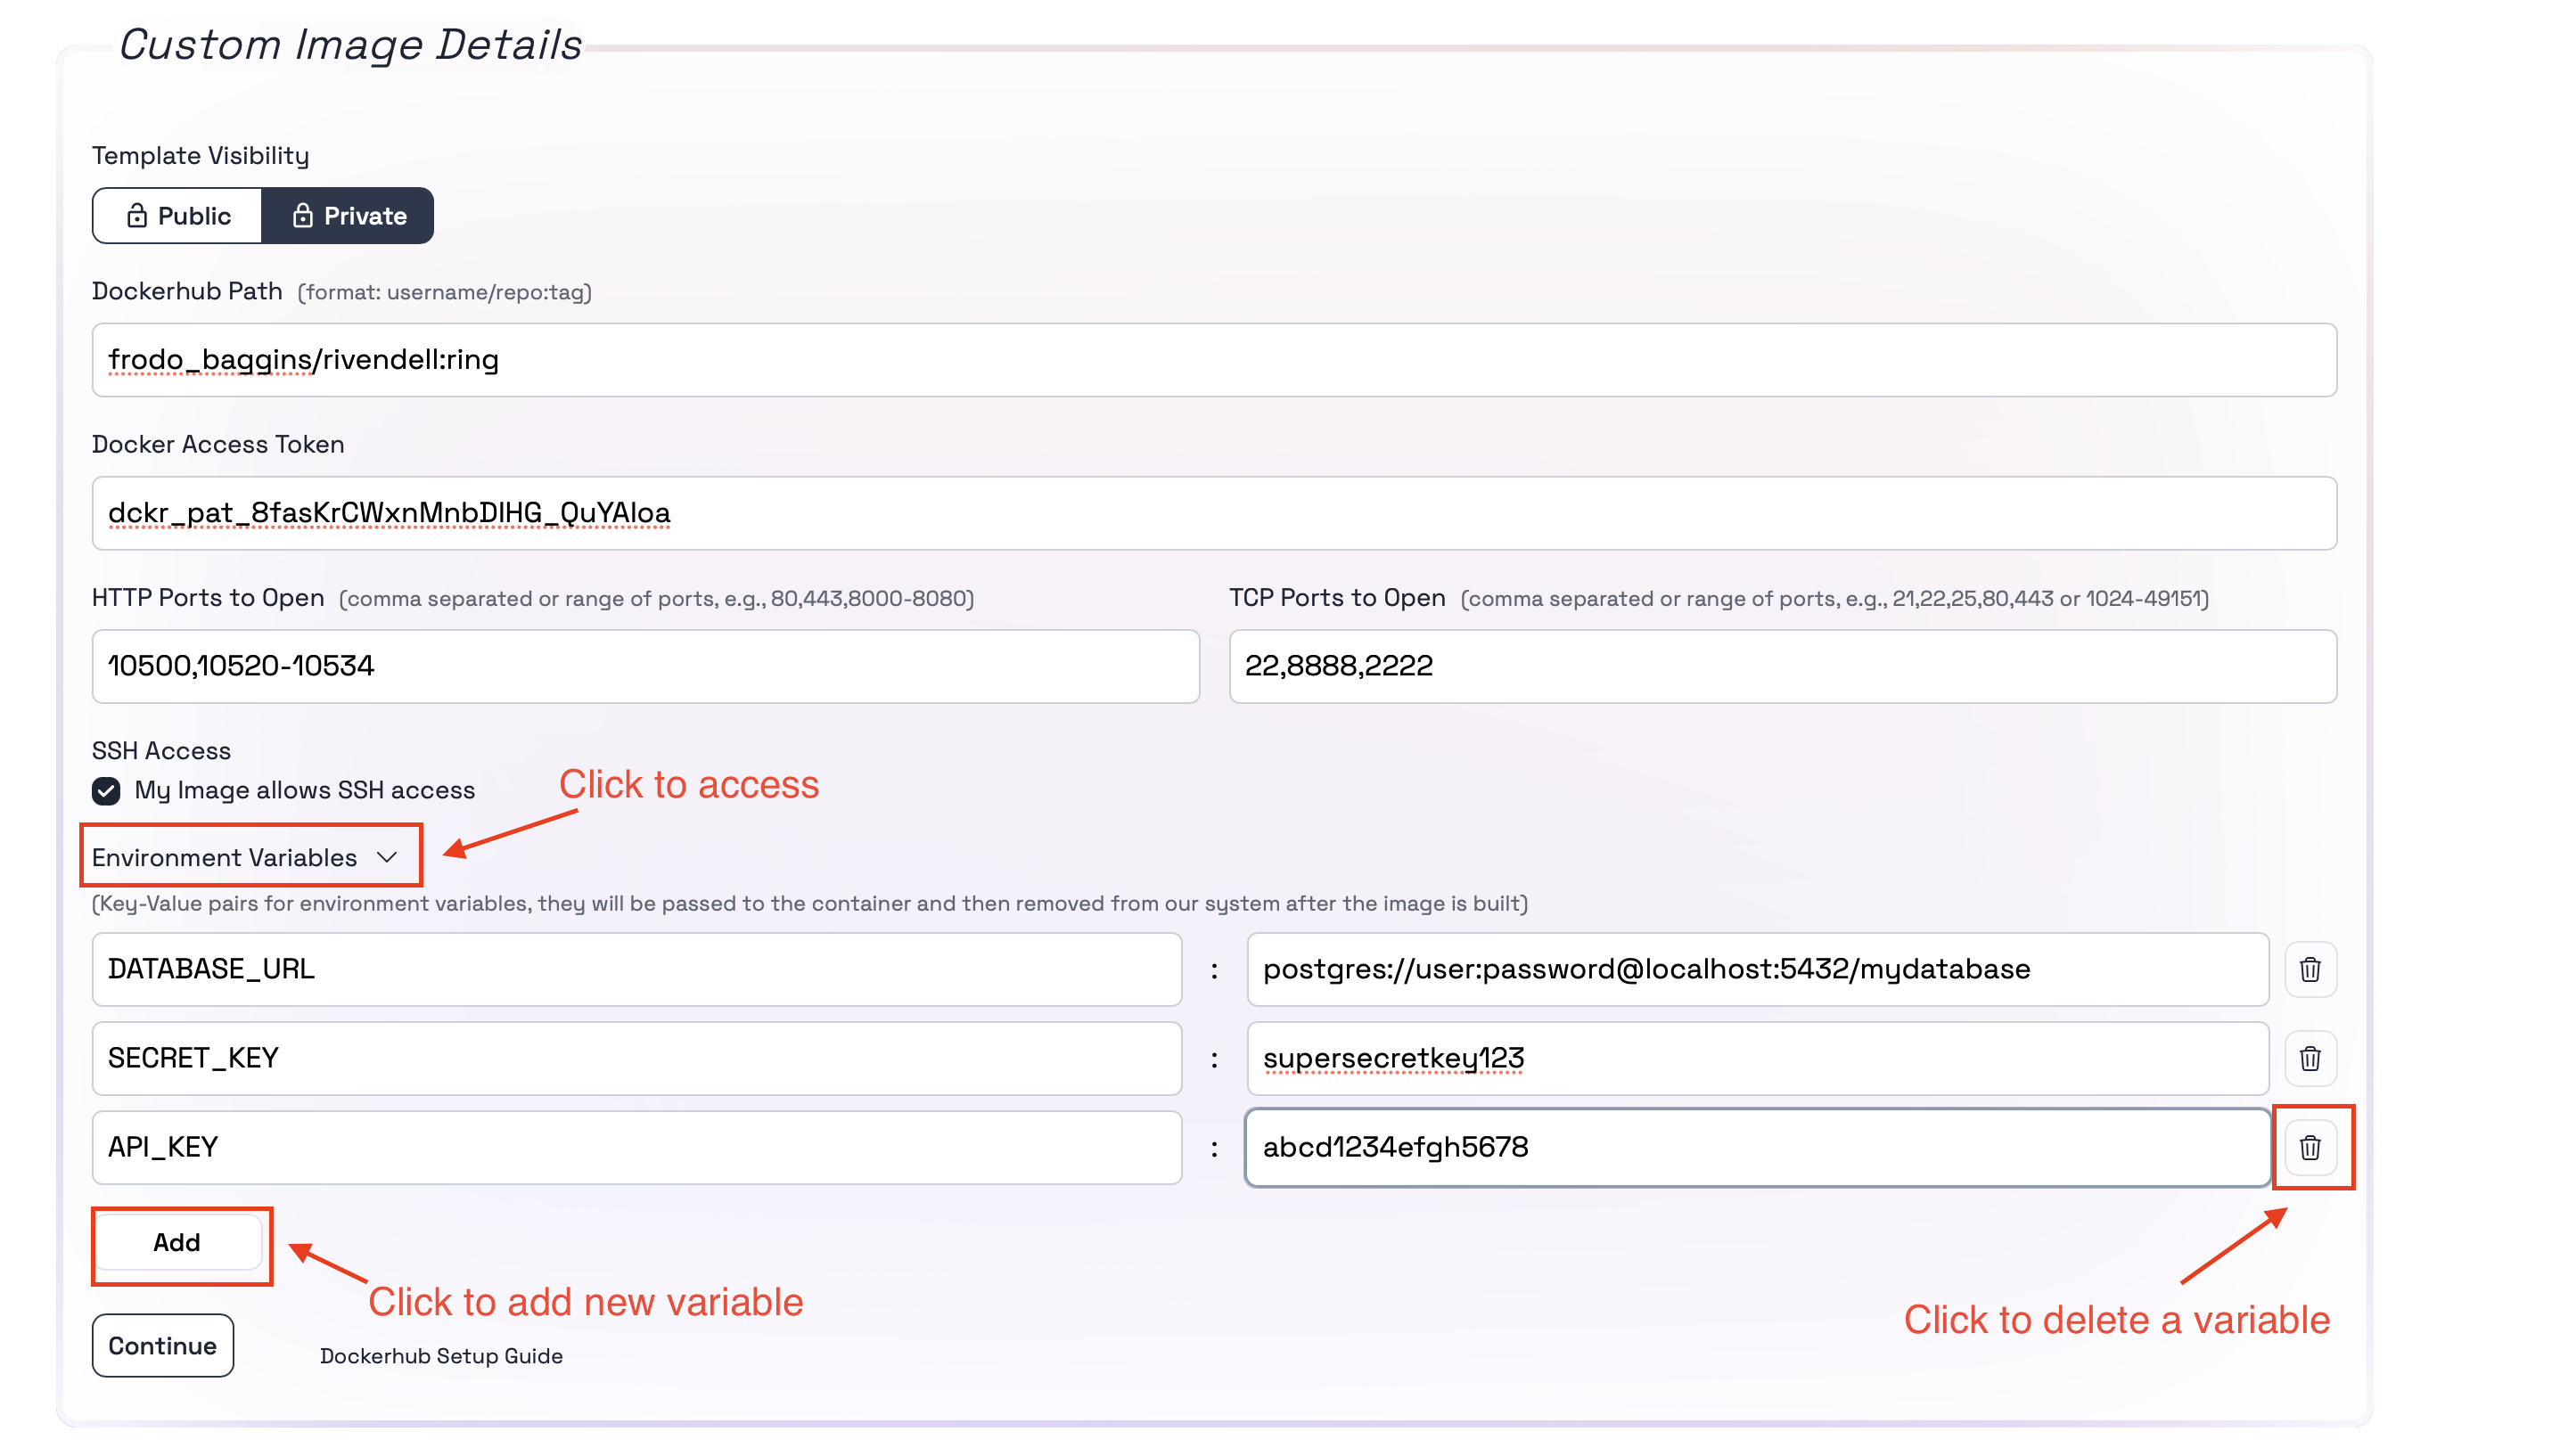 Custom Image Details
Template Visibility
Public
Private
Dockerhub Path (format: username/repo:tag)
frodo_baggins/rivendell:ring
Docker Access Token
dckr_pat_8fasKrCWxnMnbDIHG_QuYAloa
HTTP Ports to Open (comma separated or range of ports, e.g., 80,443,8000-8080)
10500,10520-10534
TCP Ports to Open (comma separated or range of ports, e.g., 21,22,25,80,443 or 1024-49151)
22,8888,2222
SSH Access
My Image allows SSH access
Click to access
Environment Variables
(Key-Value pairs for environment variables, they will be passed to the container and then removed from our system after the image is built)
DATABASE_URL : postgres://user:password@localhost:5432/mydatabase
SECRET_KEY : supersecretkey123
API_KEY : abcd1234efgh5678
Add
Click to add new variable
Click to delete a variable
Continue
Dockerhub Setup Guide